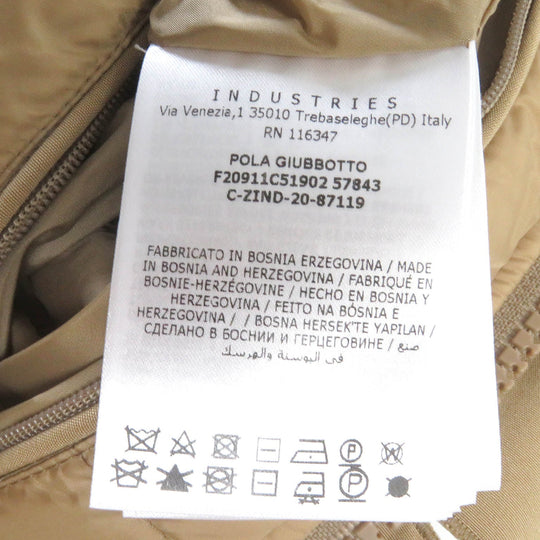 INDUSTRIES
Via Venezia,1 35010 Trebaseleghe(PD) Italy
RN 116347
POLA GIUBBOTTO
F20911C51902 57843
C-ZIND-20-87119
FABBRICATO IN BOSNIA ERZEGOVINA / MADE
IN BOSNIA AND HERZEGOVINA / FABRIQUÉ EN
BOSNIE-HERZÉGOVINE / HECHO EN BOSNIA Y
HERZEGOVINA / FEITO NA BÓSNIA E
HERZEGOVINA / / BOSNA HERSEK'TE YAPILAN /
СДЕЛАНО В БОСНИИ И ГЕРЦЕГОВИНЕ / صنع
في البوسنة والهرسك
P W
P